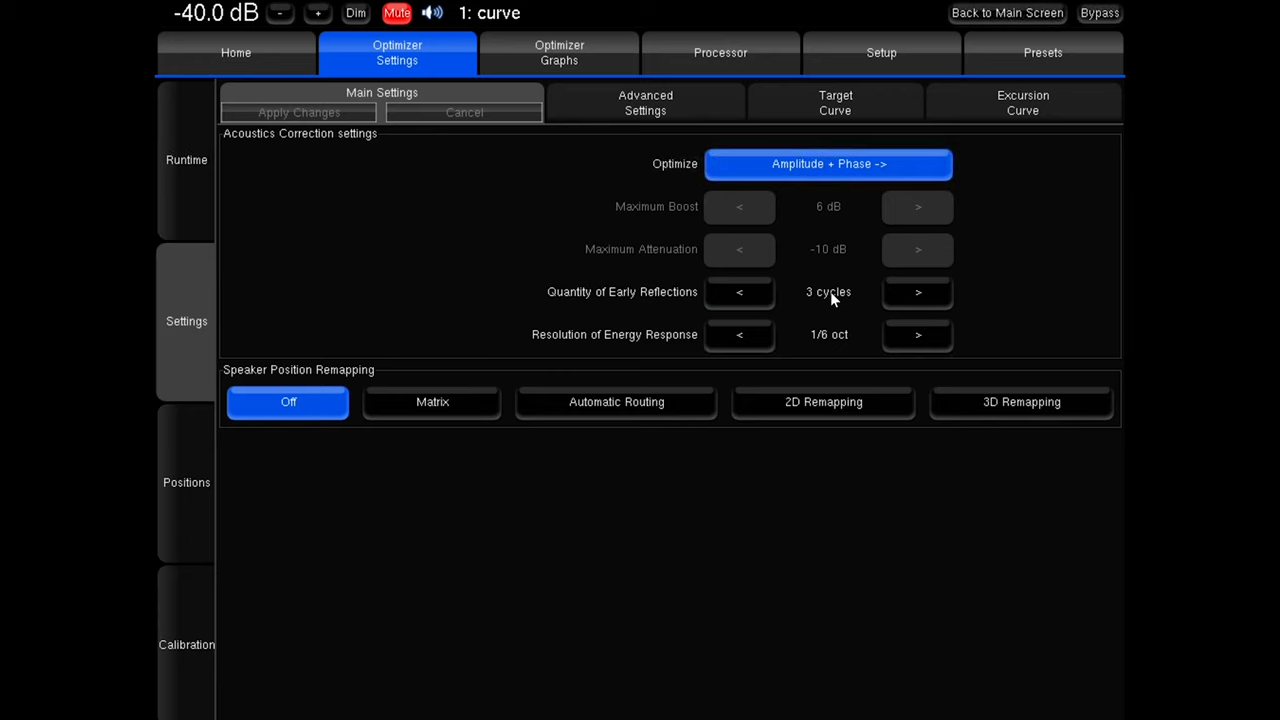 -40.0 dB - + Dim Mute 1: curve Back to Main Screen Bypass
Home
Optimizer
Settings
Optimizer
Graphs
Processor
Setup
Presets
Main Settings
Apply Changes Cancel
Advanced
Settings
Target
Curve
Excursion
Curve
Runtime
Settings
Positions
Calibration
Acoustics Correction settings
Optimize Amplitude + Phase ->
Maximum Boost < 6 dB >
Maximum Attenuation < -10 dB >
Quantity of Early Reflections < 3 cycles >
Resolution of Energy Response < 1/6 oct >
Speaker Position Remapping
Off Matrix Automatic Routing 2D Remapping 3D Remapping